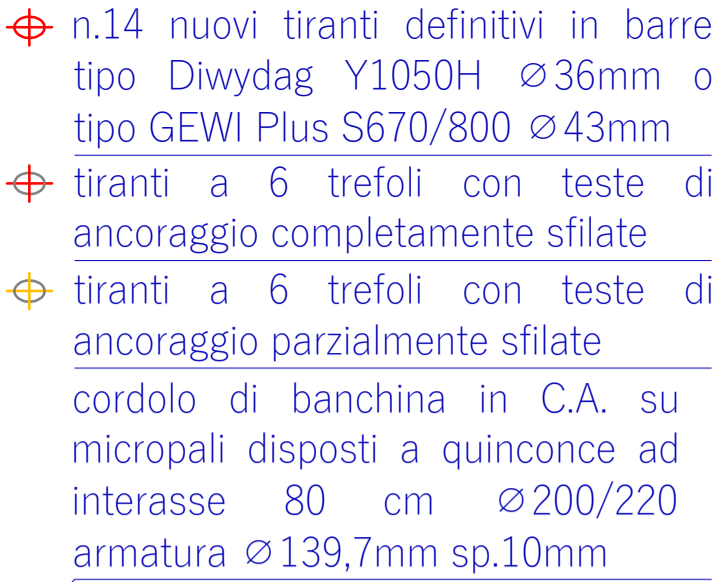 n.14 nuovi tiranti definitivi in barre
tipo Diwydag Y1050H ∅36mm o
tipo GEWI Plus S670/800 ∅43mm
tiranti a 6 trefoli con teste di
ancoraggio completamente sfilate
tiranti a 6 trefoli con teste di
ancoraggio parzialmente sfilate
cordolo di banchina in C.A. su
micropali disposti a quinconce ad
interasse 80 cm ∅200/220
armatura ∅139,7mm sp.10mm